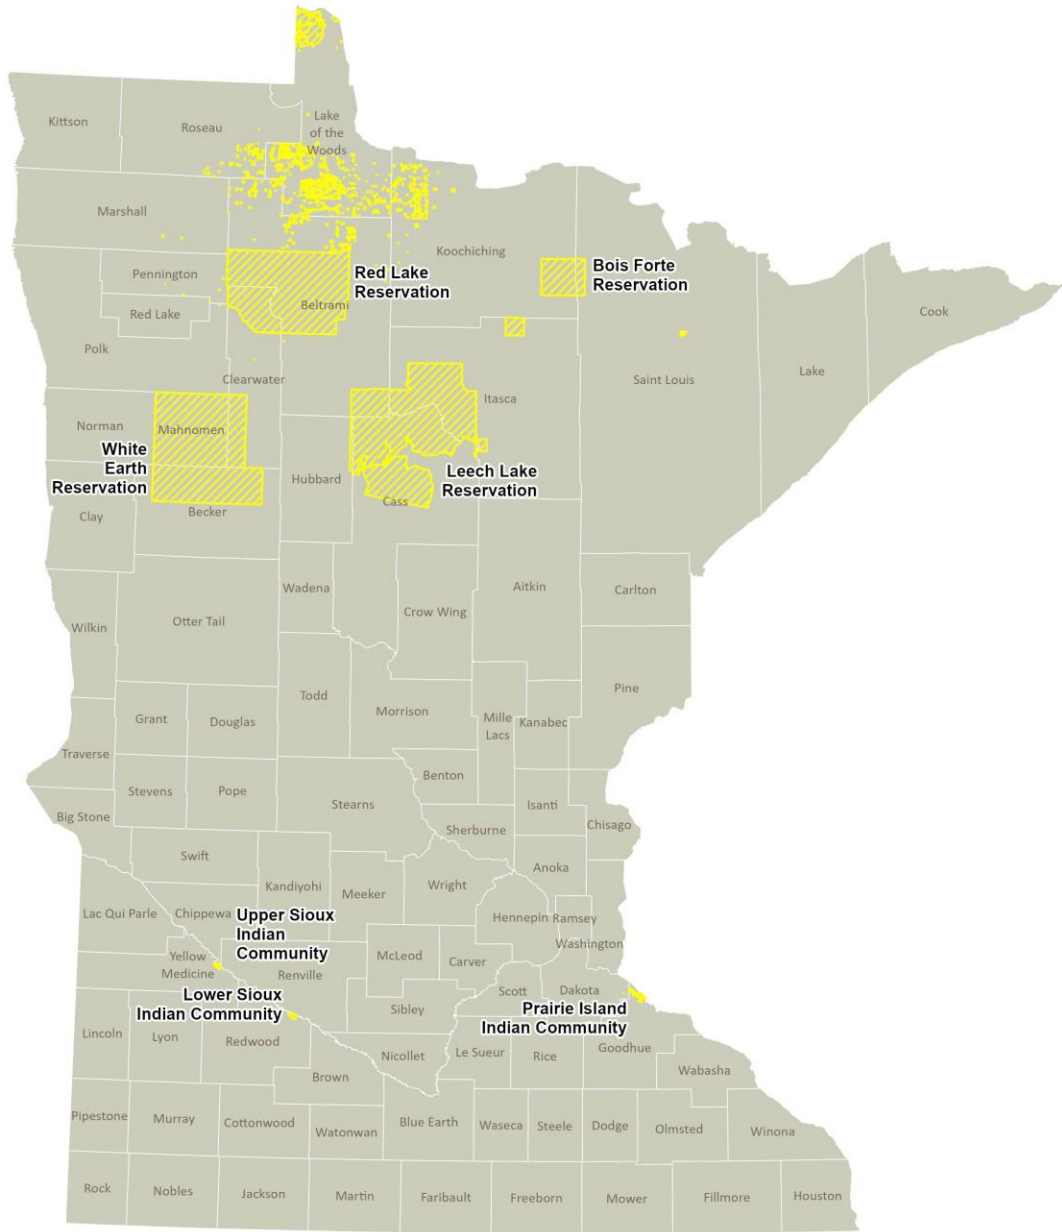 Kittson
Roseau
Lake
of the
Woods
Marshall
Koochiching
Pennington
Red Lake
Reservation
Bois Forte
Reservation
Beltrami
Red Lake
Cook
Polk
Clearwater
Saint Louis
Lake
Itasca
Norman
Mahnomen
White
Earth
Reservation
Hubbard
Leech Lake
Reservation
Cass
Becker
Clay
Wadena
Aitkin
Carlton
Crow Wing
Otter Tail
Wilkin
Pine
Todd
Morrison
Grant
Douglas
Mille
Lacs
Kanabec
Traverse
Benton
Stevens
Pope
Stearns
Isanti
Big Stone
Sherburne
Chisago
Swift
Anoka
Kandiyohi
Meeker
Wright
Lac Qui Parle
Chippewa
Upper Sioux
Indian
Community
Hennepin
Ramsey
Washington
Yellow
Medicine
Renville
McLeod
Carver
Scott
Dakota
Lower Sioux
Indian Community
Sibley
Prairie Island
Indian Community
Lincoln
Lyon
Redwood
Nicollet
Le Sueur
Rice
Goodhue
Wabasha
Brown
Pipestone
Murray
Cottonwood
Watonwan
Blue Earth
Waseca
Steele
Dodge
Olmsted
Winona
Rock
Nobles
Jackson
Martin
Faribault
Freeborn
Mower
Fillmore
Houston